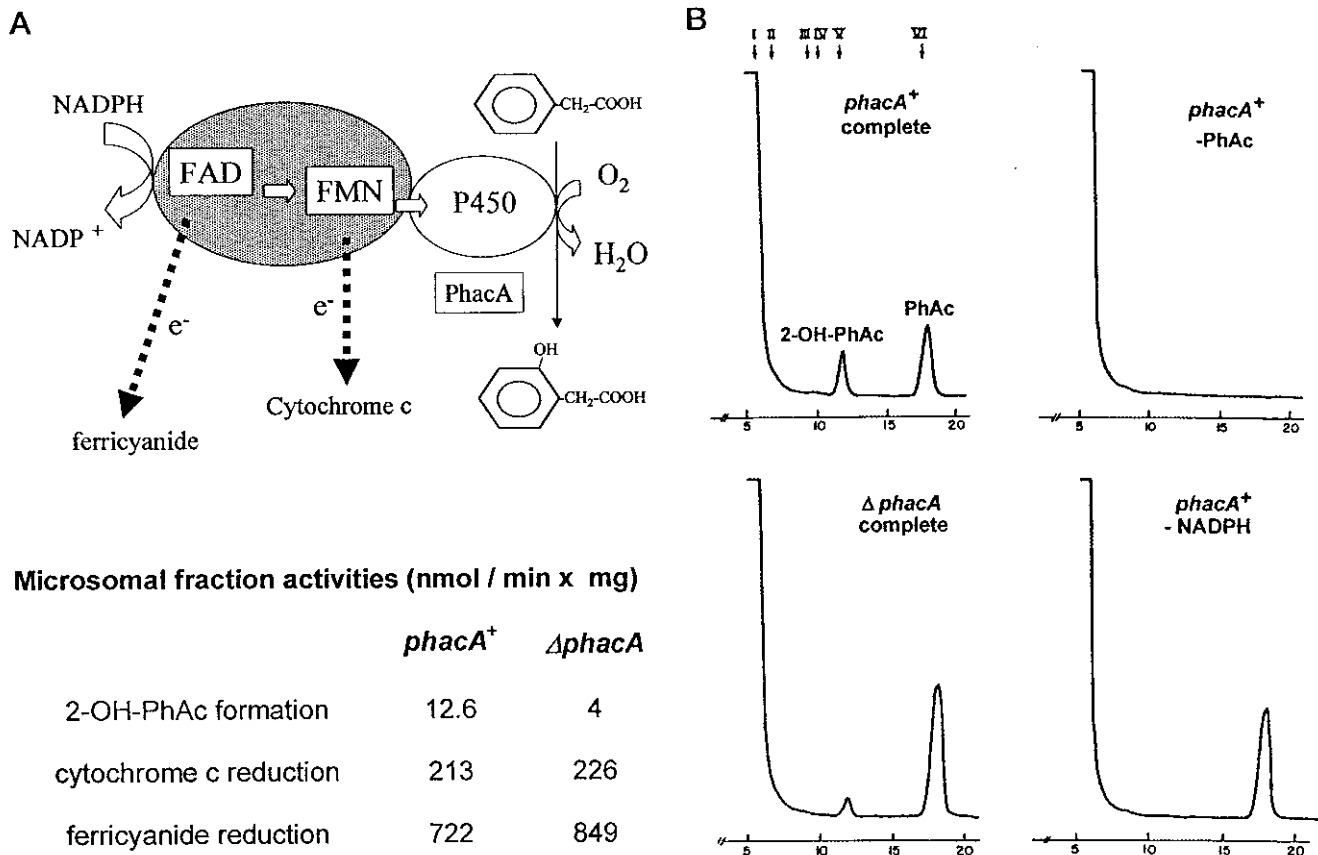 A
NADPH
FAD
FMN
NADP +
e-
e-
ferricyanide
Cytochrome c
P450
PhacA
CH2-COOH
O2
H2O
OH
CH2-COOH
Microsomal fraction activities (nmol / min x mg)
phacA+ ΔphacA
2-OH-PhAc formation 12.6 4
cytochrome c reduction 213 226
ferricyanide reduction 722 849
B
I II III IV V VI
phacA+
complete
2-OH-PhAc
PhAc
5 10 15 20
phacA+
-PhAc
5 10 15 20
Δ phacA
complete
5 10 15 20
phacA+
- NADPH
5 10 15 20